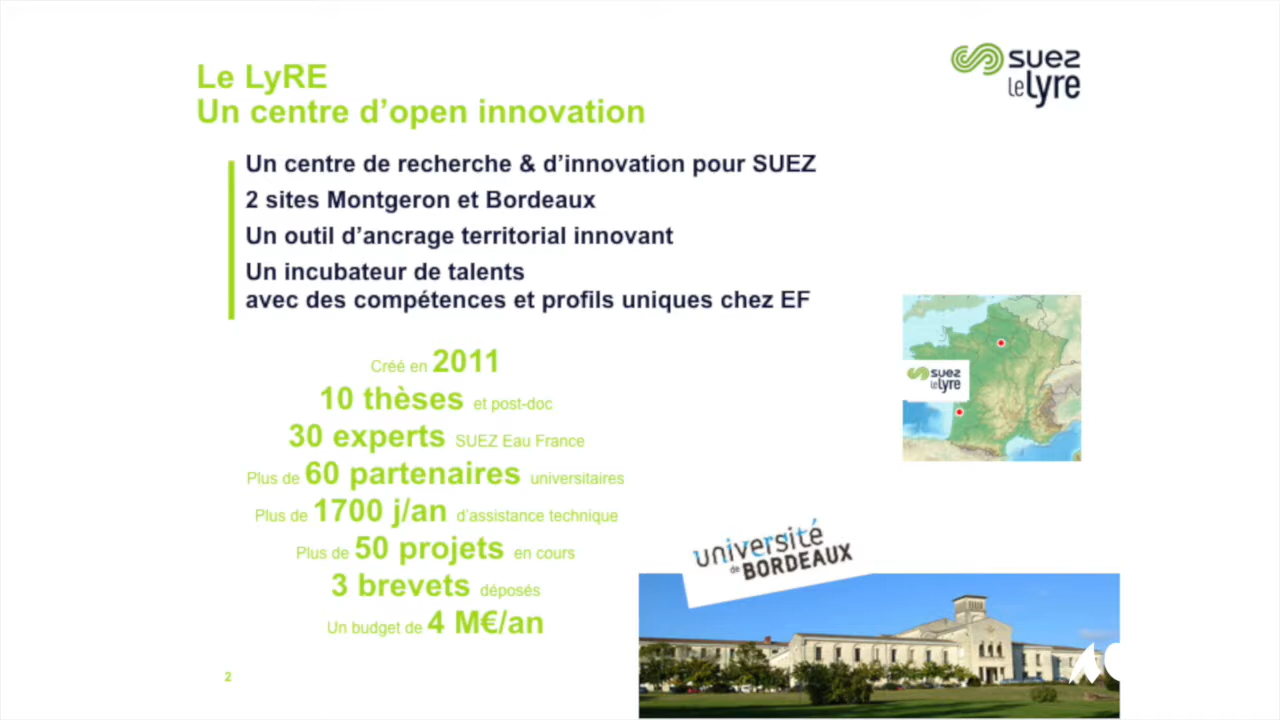 suez
le lyre
Le LyRE
Un centre d’open innovation
Un centre de recherche & d’innovation pour SUEZ
2 sites Montgeron et Bordeaux
Un outil d’ancrage territorial innovant
Un incubateur de talents
avec des compétences et profils uniques chez EF
suez
le lyre
Créé en 2011
10 thèses et post-doc
30 experts SUEZ Eau France
Plus de 60 partenaires universitaires
Plus de 1700 j/an d’assistance technique
Plus de 50 projets en cours
3 brevets déposés
Un budget de 4 M€/an
université
de BORDEAUX
2